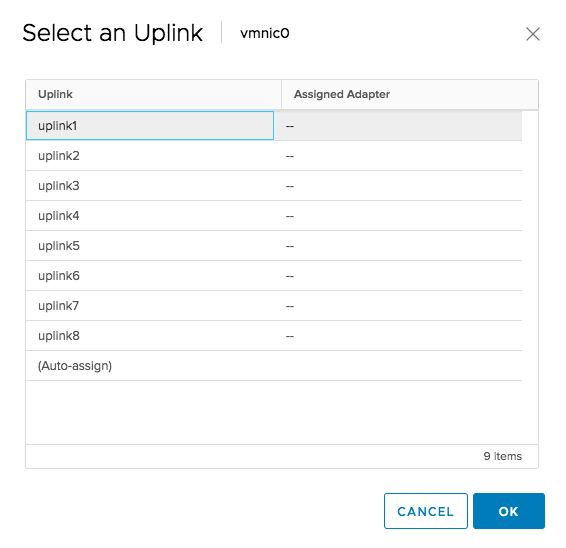 Select an Uplink vmnic0
Uplink Assigned Adapter
uplink1 --
uplink2 --
uplink3 --
uplink4 --
uplink5 --
uplink6 --
uplink7 --
uplink8 --
(Auto-assign)
9 items
CANCEL OK